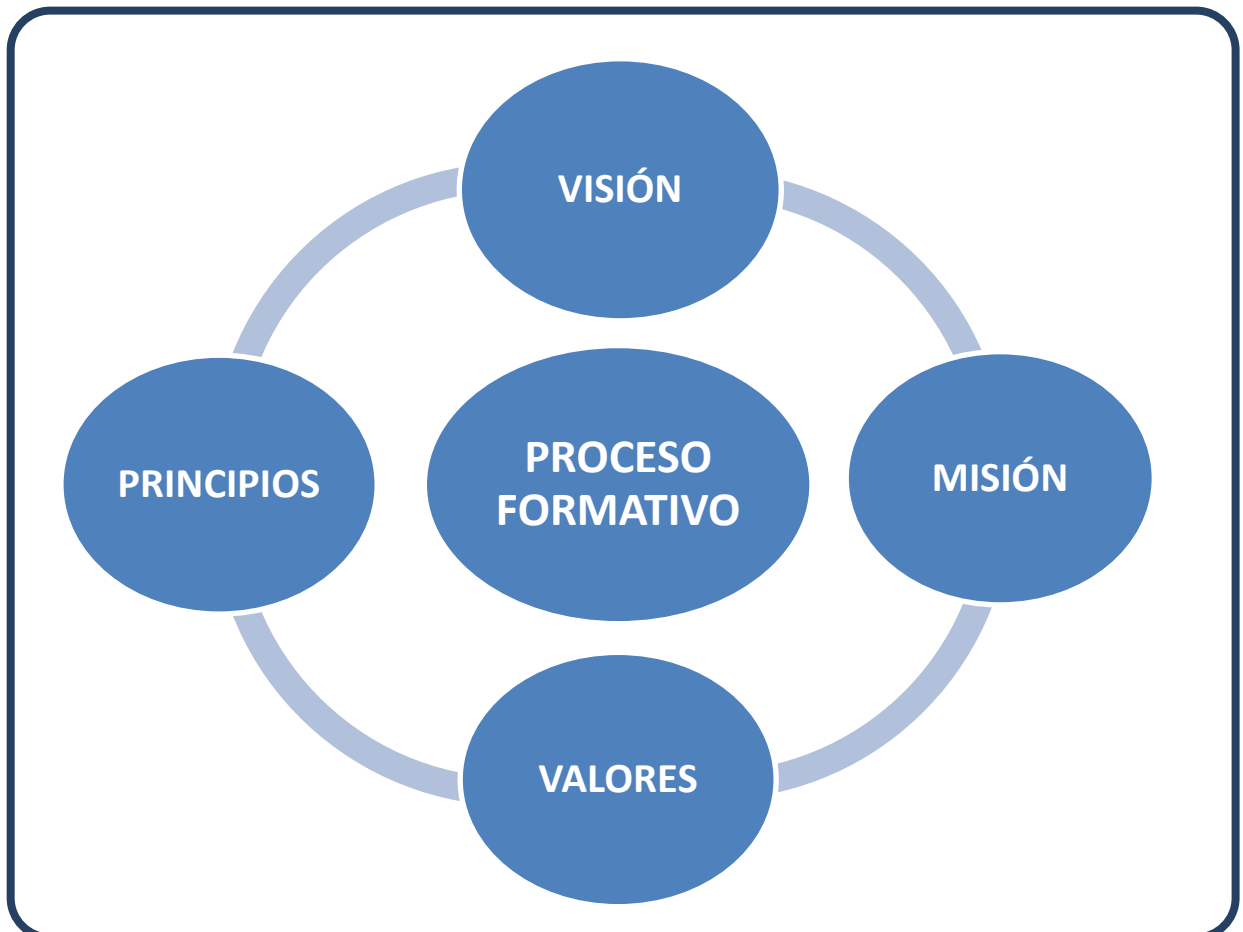 VISIÓN
PRINCIPIOS
PROCESO
FORMATIVO
MISIÓN
VALORES